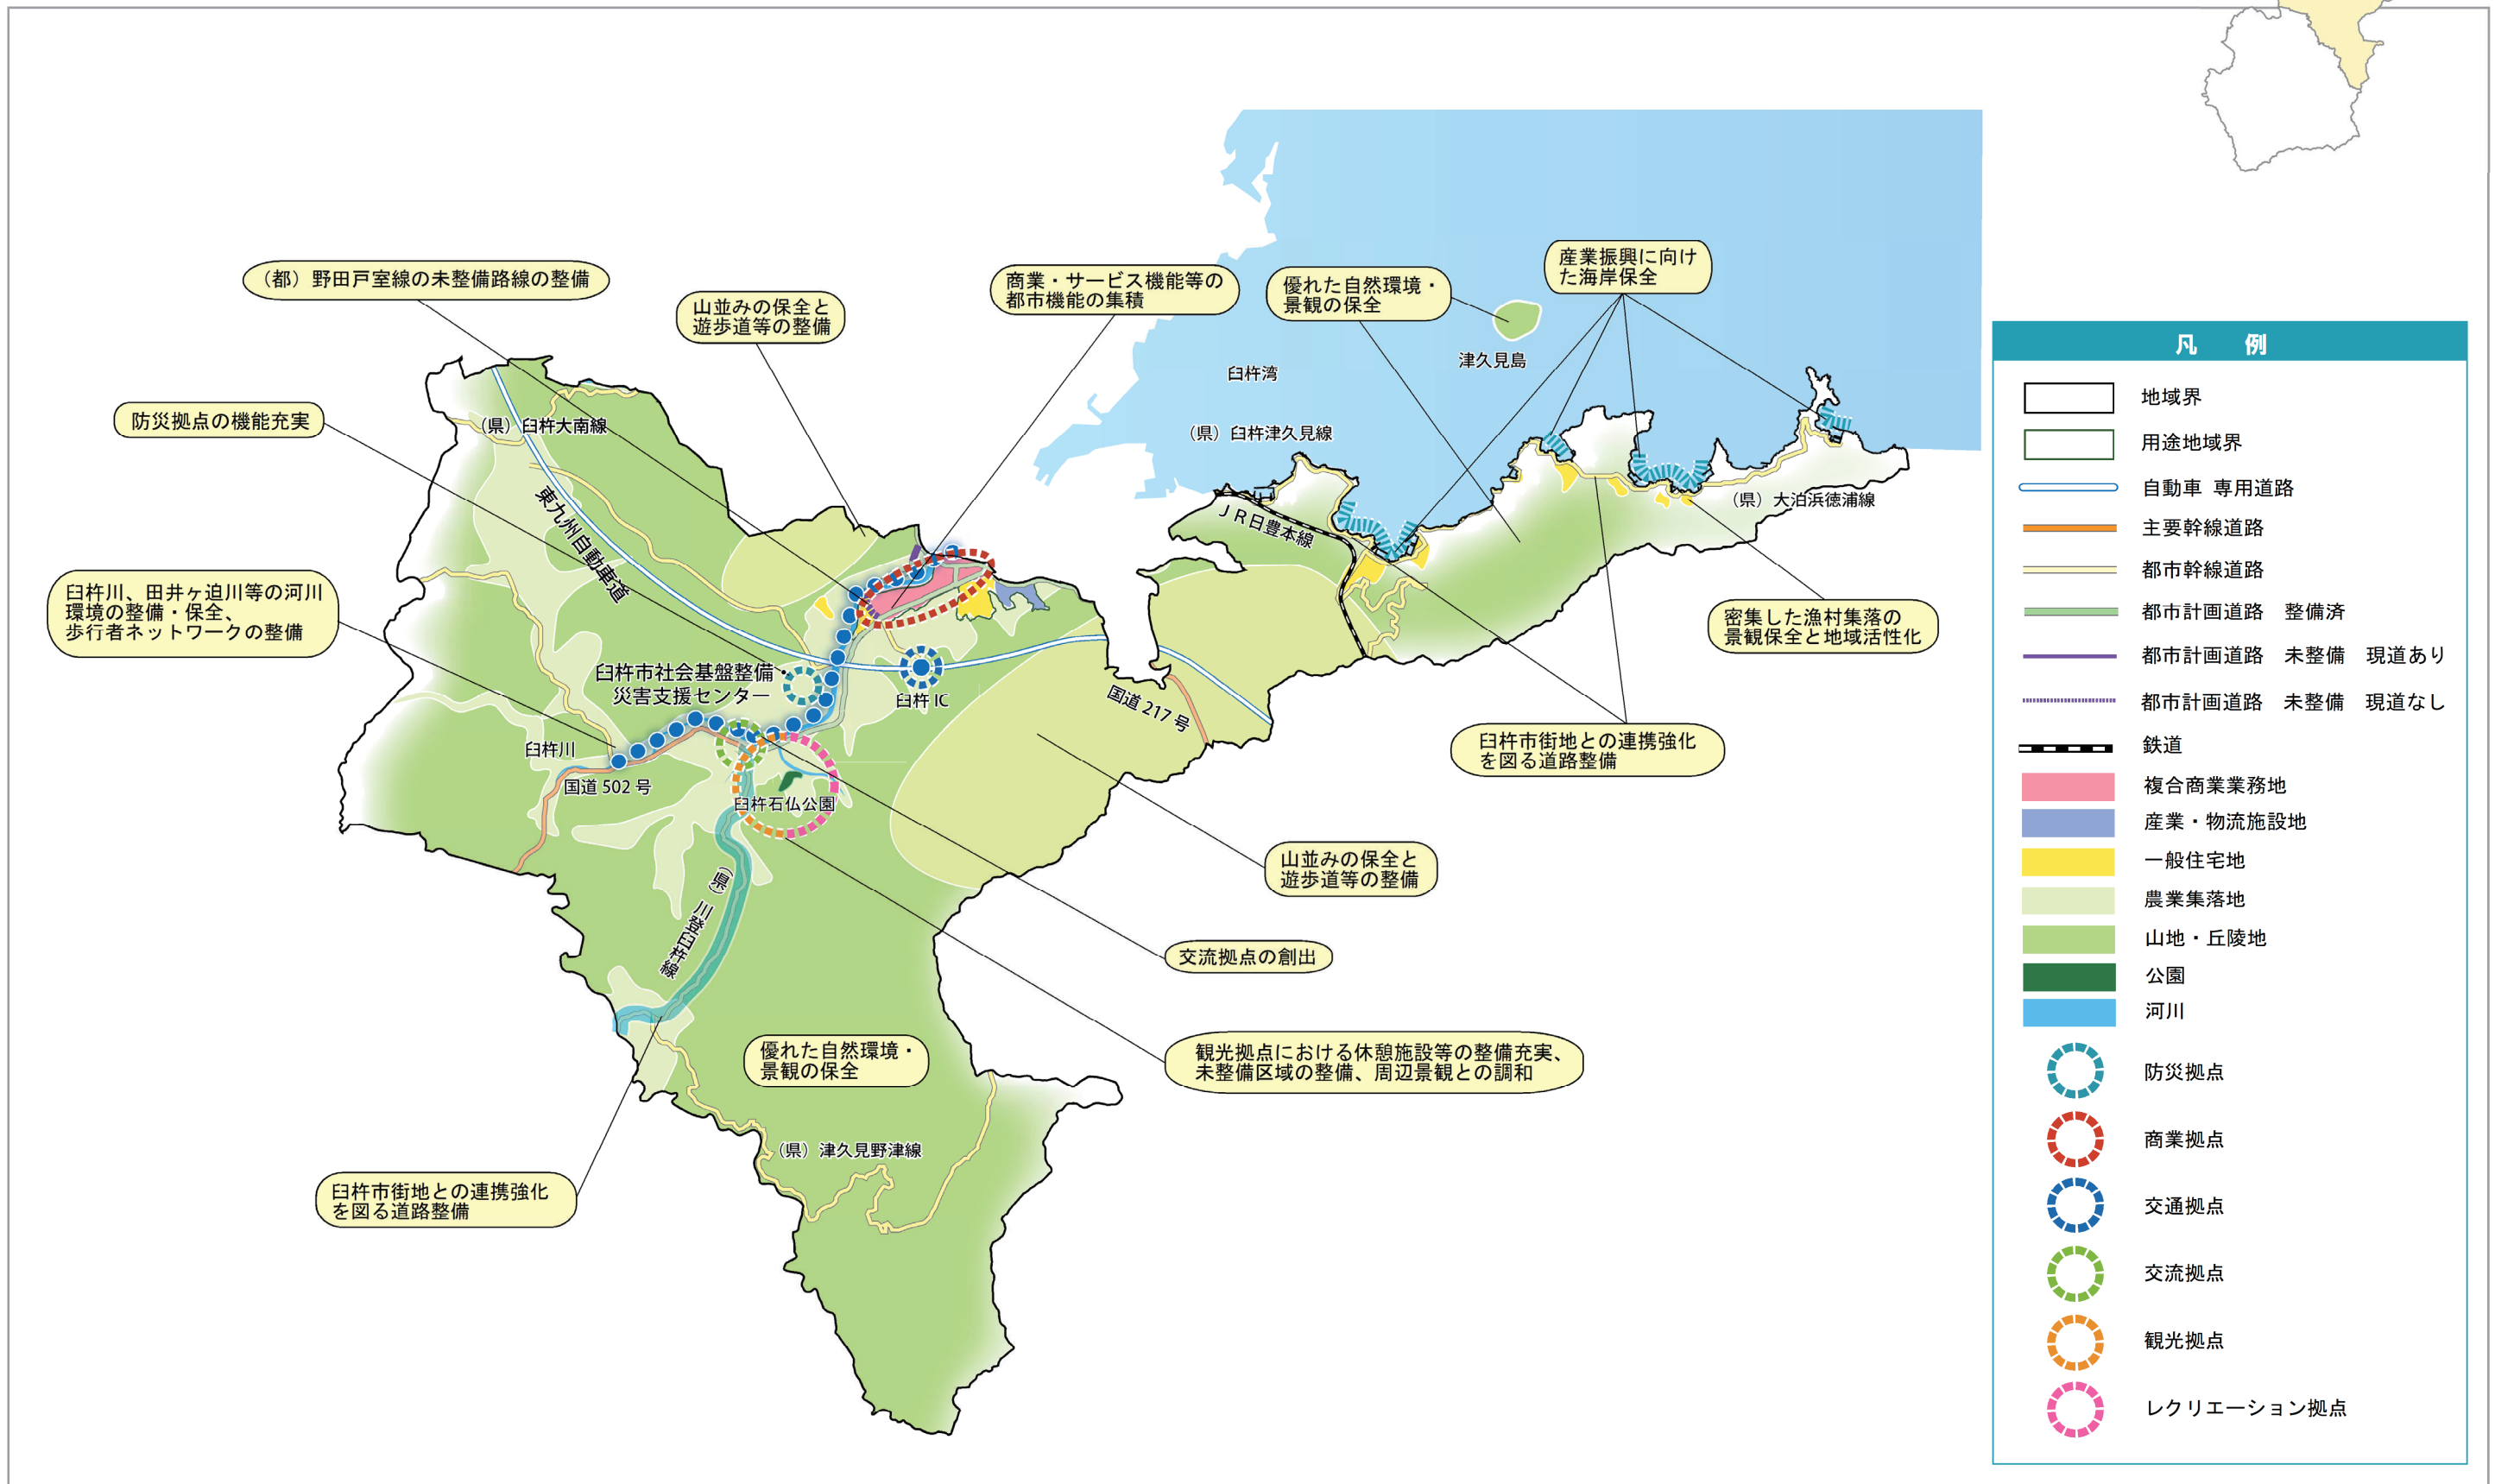 （都）野田戸室線の未整備路線の整備
山並みの保全と
遊歩道等の整備
商業・サービス機能等の
都市機能の集積
優れた自然環境・
景観の保全
産業振興に向け
た海岸保全
津久見島
臼杵湾
（県）臼杵津久見線
防災拠点の機能充実
（県）臼杵大南線
東九州自動車道
ＪＲ日豊本線
（県）大泊浜徳浦線
臼杵川、田井ヶ迫川等の河川
環境の整備・保全、
歩行者ネットワークの整備
密集した漁村集落の
景観保全と地域活性化
臼杵市社会基盤整備
災害支援センター
臼杵 IC
国道 217 号
臼杵川
国道 502 号
臼杵石仏公園
臼杵市街地との連携強化
を図る道路整備
山並みの保全と
遊歩道等の整備
（県）川登臼杵線
交流拠点の創出
優れた自然環境・
景観の保全
観光拠点における休憩施設等の整備充実、
未整備区域の整備、周辺景観との調和
（県）津久見野津線
臼杵市街地との連携強化
を図る道路整備
凡　例
地域界
用途地域界
自動車 専用道路
主要幹線道路
都市幹線道路
都市計画道路　整備済
都市計画道路　未整備　現道あり
都市計画道路　未整備　現道なし
鉄道
複合商業業務地
産業・物流施設地
一般住宅地
農業集落地
山地・丘陵地
公園
河川
防災拠点
商業拠点
交通拠点
交流拠点
観光拠点
レクリエーション拠点